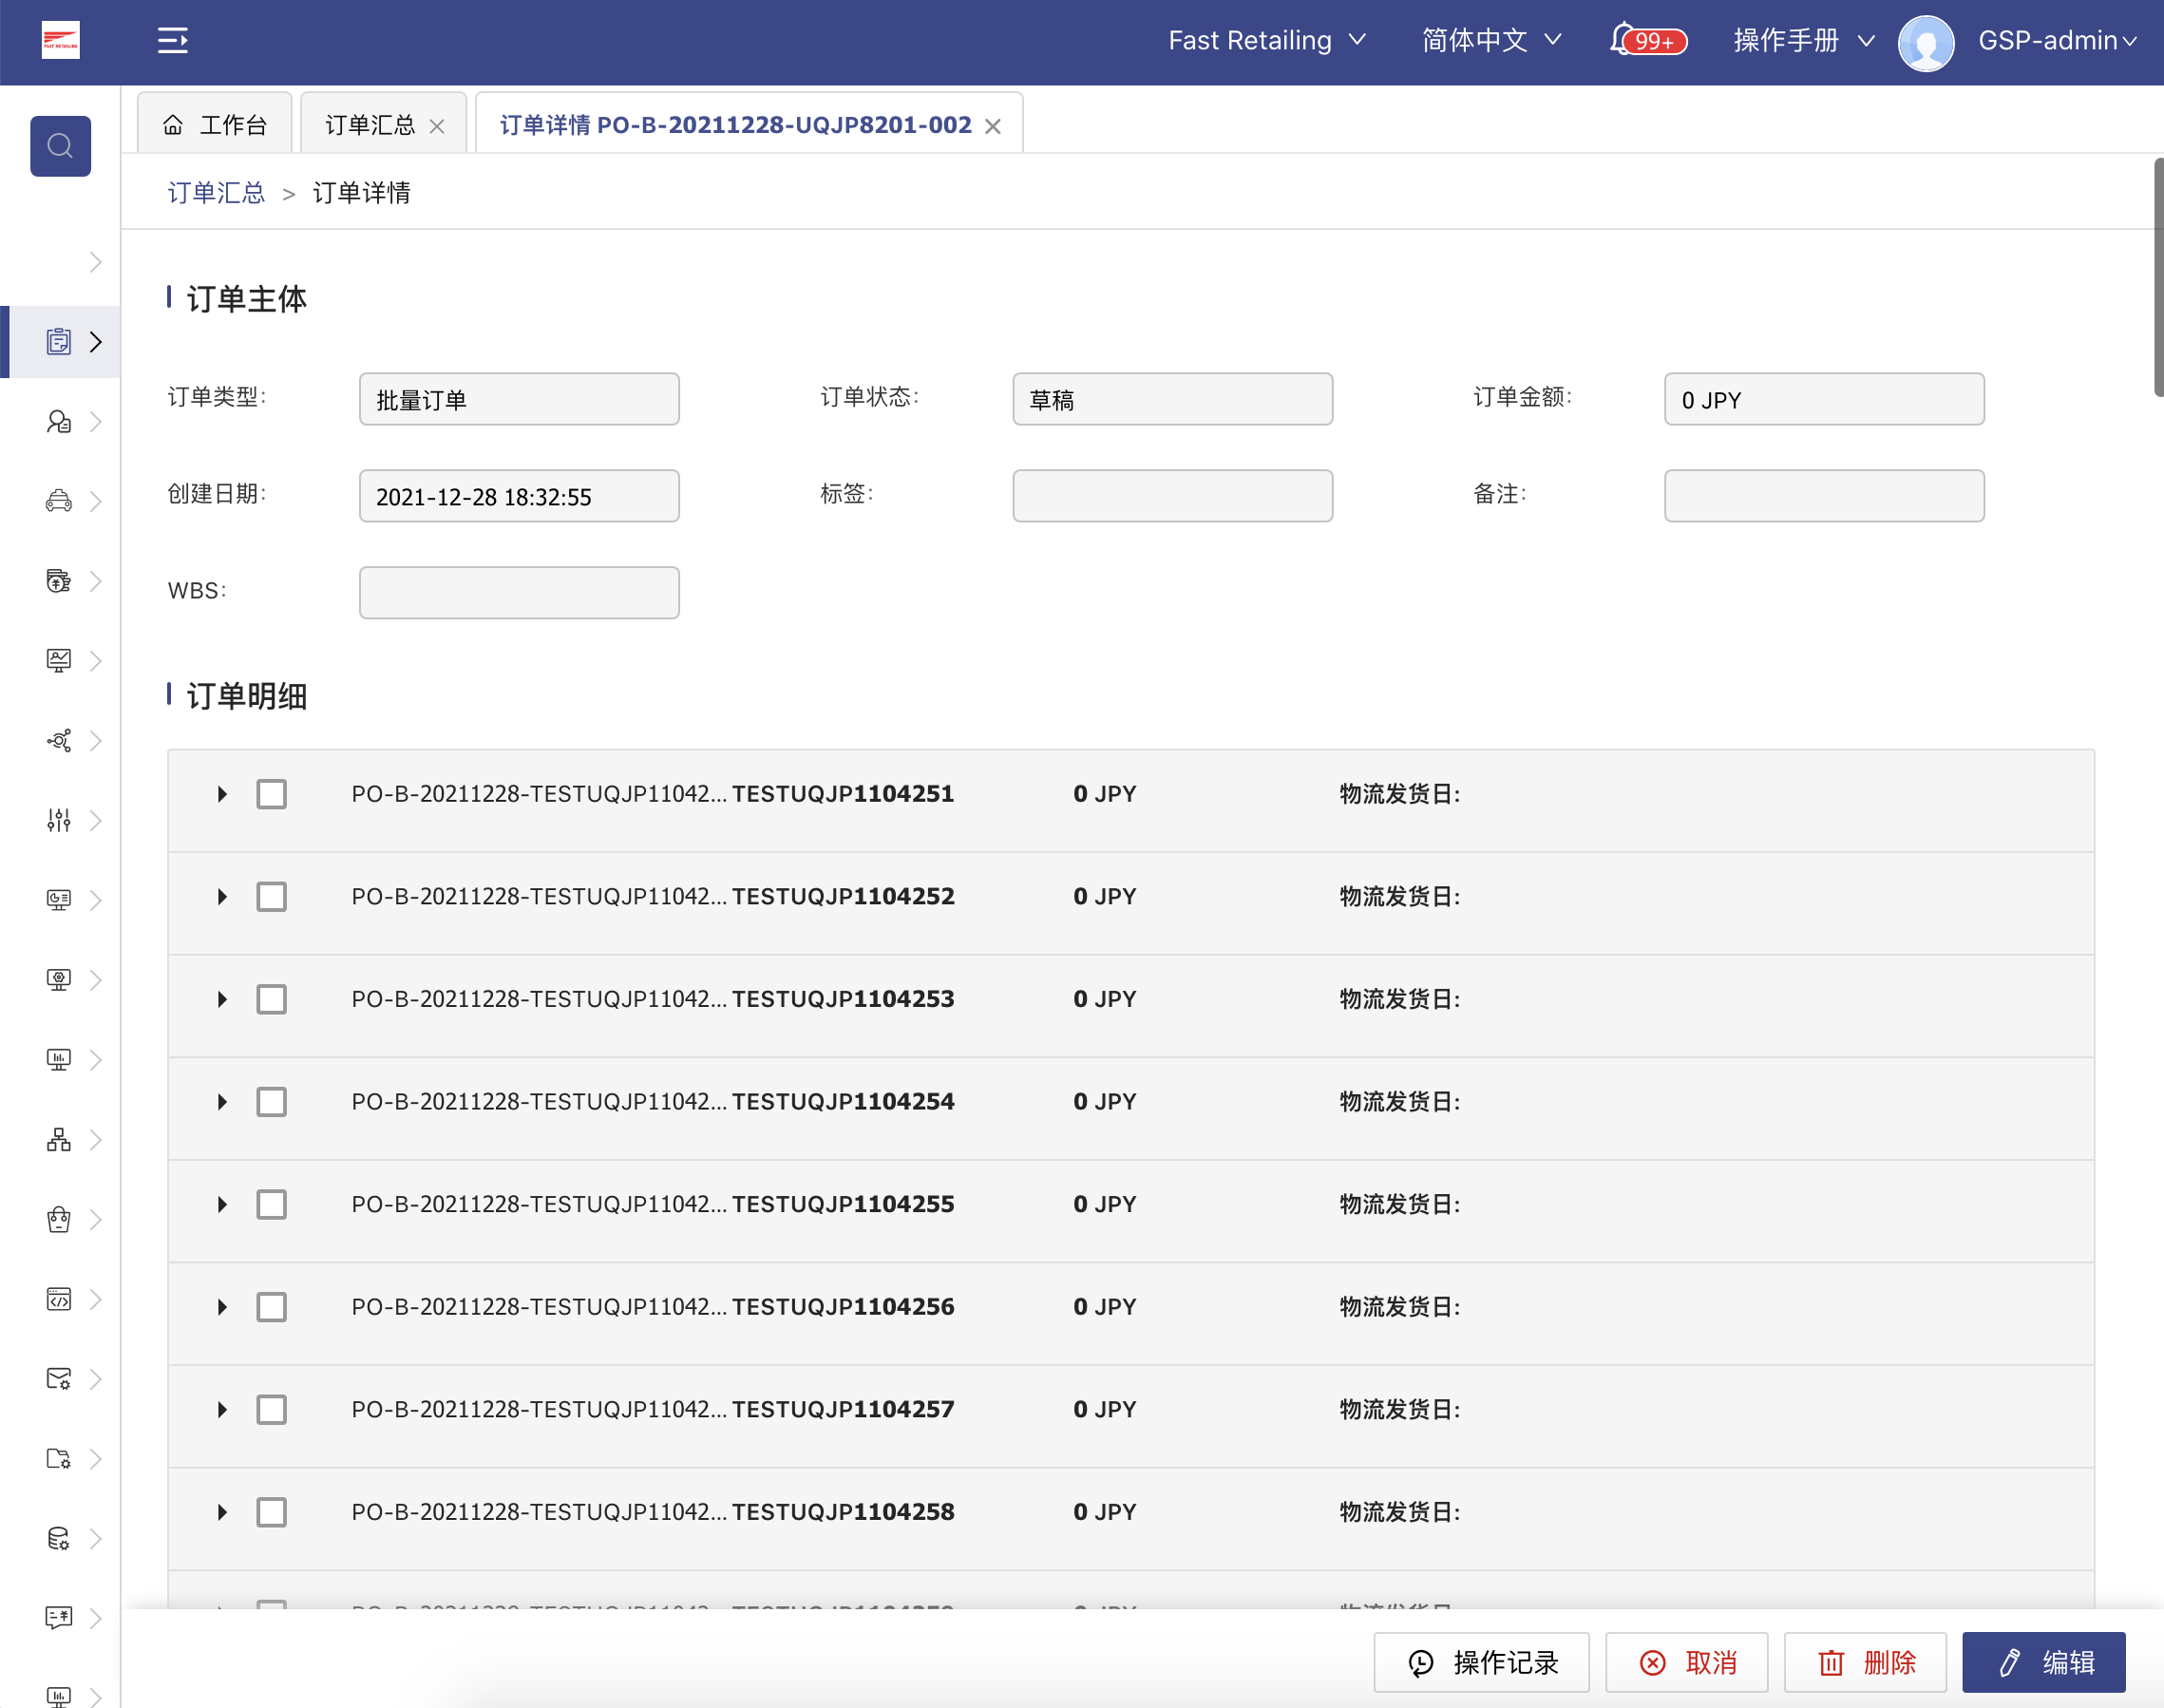 FAST RETAILING
Fast Retailing 简体中文 99+ 操作手册 GSP-admin
工作台 订单汇总 订单详情 PO-B-20211228-UQJP8201-002
订单汇总 > 订单详情
订单主体
订单类型: 批量订单 订单状态: 草稿 订单金额: 0 JPY
创建日期: 2021-12-28 18:32:55 标签: 备注:
WBS:
订单明细
PO-B-20211228-TESTUQJP11042... TESTUQJP1104251 0 JPY 物流发货日:
PO-B-20211228-TESTUQJP11042... TESTUQJP1104252 0 JPY 物流发货日:
PO-B-20211228-TESTUQJP11042... TESTUQJP1104253 0 JPY 物流发货日:
PO-B-20211228-TESTUQJP11042... TESTUQJP1104254 0 JPY 物流发货日:
PO-B-20211228-TESTUQJP11042... TESTUQJP1104255 0 JPY 物流发货日:
PO-B-20211228-TESTUQJP11042... TESTUQJP1104256 0 JPY 物流发货日:
PO-B-20211228-TESTUQJP11042... TESTUQJP1104257 0 JPY 物流发货日:
PO-B-20211228-TESTUQJP11042... TESTUQJP1104258 0 JPY 物流发货日:
操作记录 取消 删除 编辑